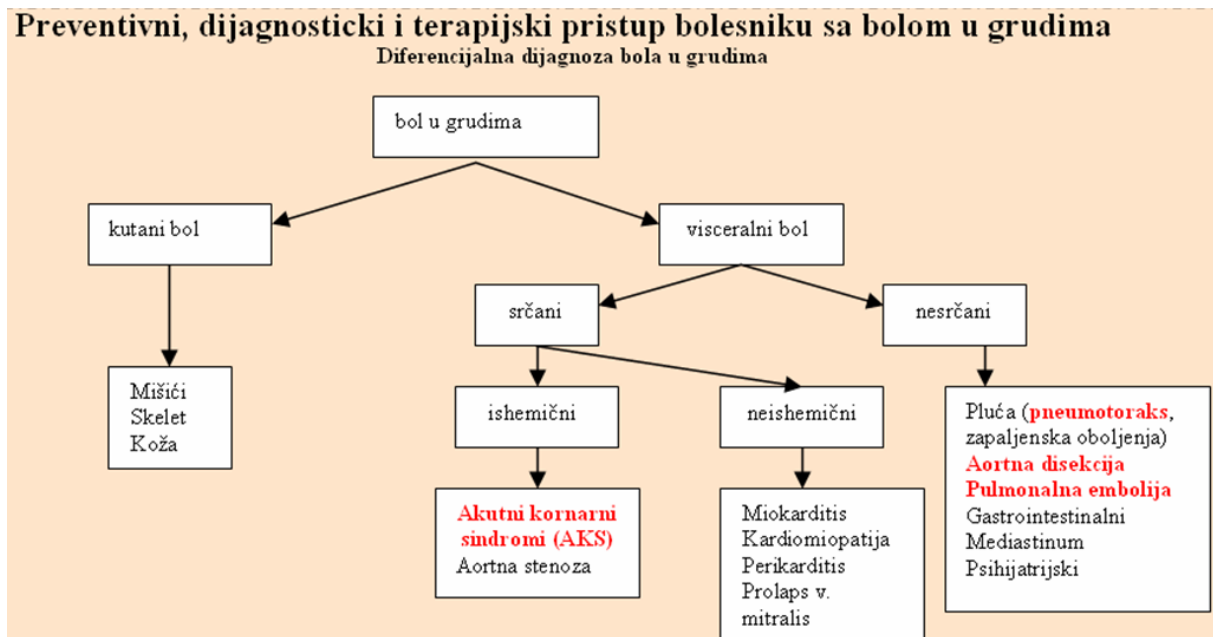 Preventivni, dijagnosticki i terapijski pristup bolesniku sa bolom u grudima
Diferencijalna dijagnoza bola u grudima
bol u grudima
kutani bol
visceralni bol
srčani
nesrčani
Mišići
Skelet
Koža
ishemični
neishemični
Pluća (pneumotoraks,
zapaljenska oboljenja)
Aortna disekcija
Pulmonalna embolija
Gastrointestinalni
Mediastinum
Psihijatrijski
Akutni kornarni
sindromi (AKS)
Aortna stenoza
Miokarditis
Kardiomiopatija
Perikarditis
Prolaps v.
mitralis